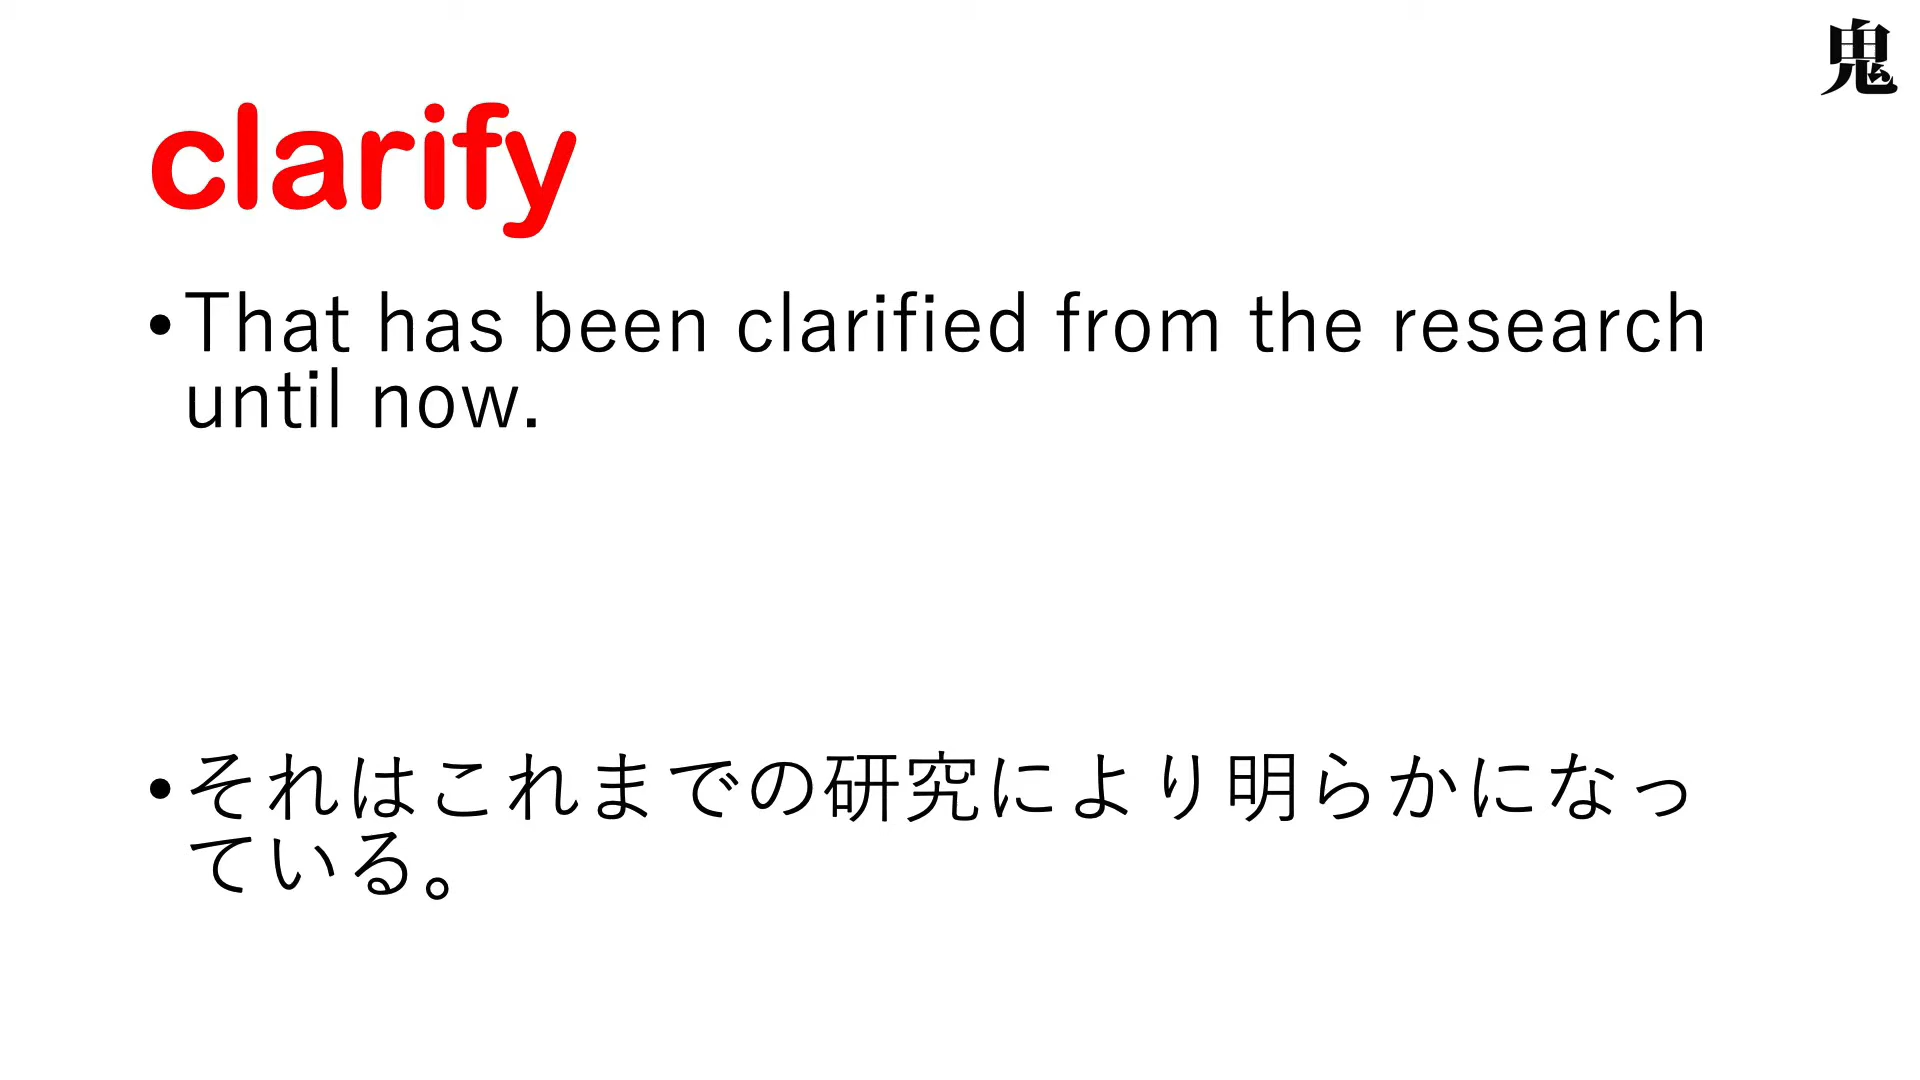 鬼
clarify
•That has been clarified from the research
until now.
•それはこれまでの研究により明らかになっ
ている。